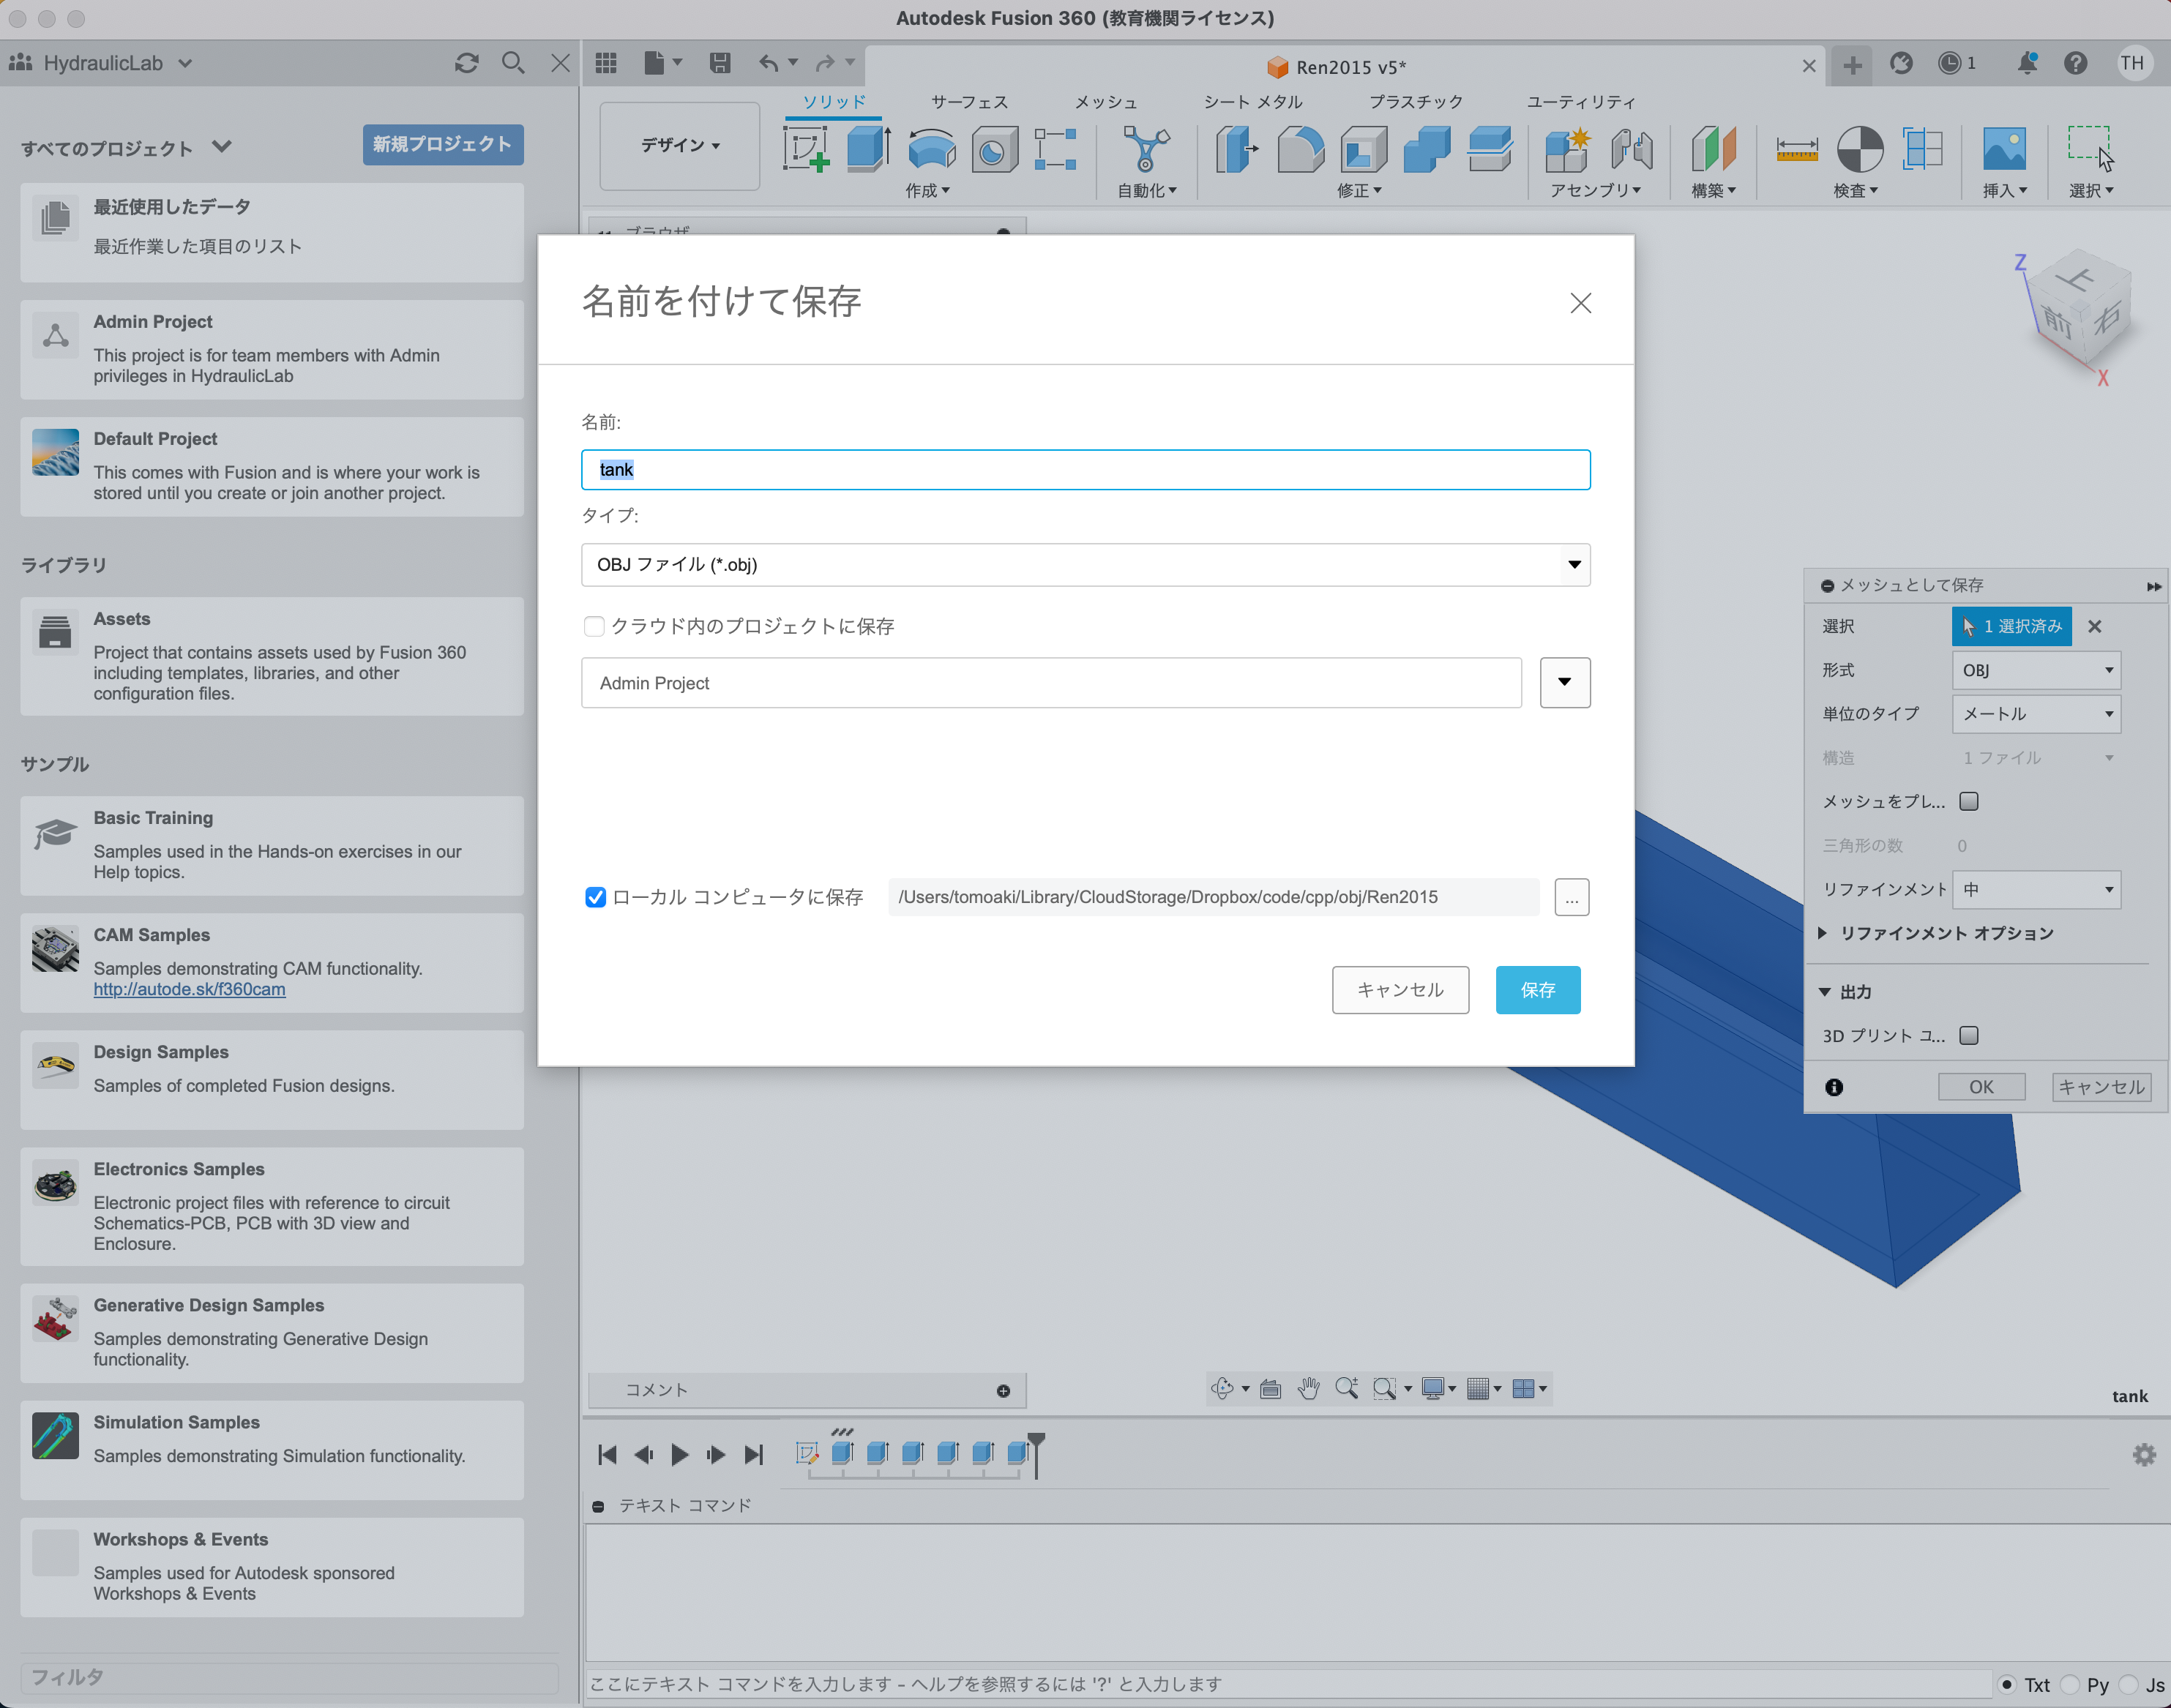 Autodesk Fusion 360 (教育機関ライセンス)
HydraulicLab
Ren2015 v5*
1
TH
すべてのプロジェクト
新規プロジェクト
最近使用したデータ
最近作業した項目のリスト
Admin Project
This project is for team members with Admin
privileges in HydraulicLab
Default Project
This comes with Fusion and is where your work is
stored until you create or join another project.
ライブラリ
Assets
Project that contains assets used by Fusion 360
including templates, libraries, and other
configuration files.
サンプル
Basic Training
Samples used in the Hands-on exercises in our
Help topics.
CAM Samples
Samples demonstrating CAM functionality.
http://autode.sk/f360cam
Design Samples
Samples of completed Fusion designs.
Electronics Samples
Electronic project files with reference to circuit
Schematics-PCB, PCB with 3D view and
Enclosure.
Generative Design Samples
Samples demonstrating Generative Design
functionality.
Simulation Samples
Samples demonstrating Simulation functionality.
Workshops & Events
Samples used for Autodesk sponsored
Workshops & Events
フィルタ
デザイン
ソリッド
サーフェス
メッシュ
シート メタル
プラスチック
ユーティリティ
作成
自動化
修正
アセンブリ
構築
検査
挿入
選択
ブラウザ
Z
上
前
右
X
名前を付けて保存
名前:
tank
タイプ:
OBJ ファイル (*.obj)
クラウド内のプロジェクトに保存
Admin Project
ローカル コンピュータに保存
/Users/tomoaki/Library/CloudStorage/Dropbox/code/cpp/obj/Ren2015
...
キャンセル
保存
メッシュとして保存
選択
1 選択済み
形式
OBJ
単位のタイプ
メートル
構造
1 ファイル
メッシュをプレ...
三角形の数
0
リファインメント
中
リファインメント オプション
出力
3D プリント ユ...
OK
キャンセル
コメント
tank
テキスト コマンド
ここにテキスト コマンドを入力します - ヘルプを参照するには '?' と入力します
Txt
Py
Js